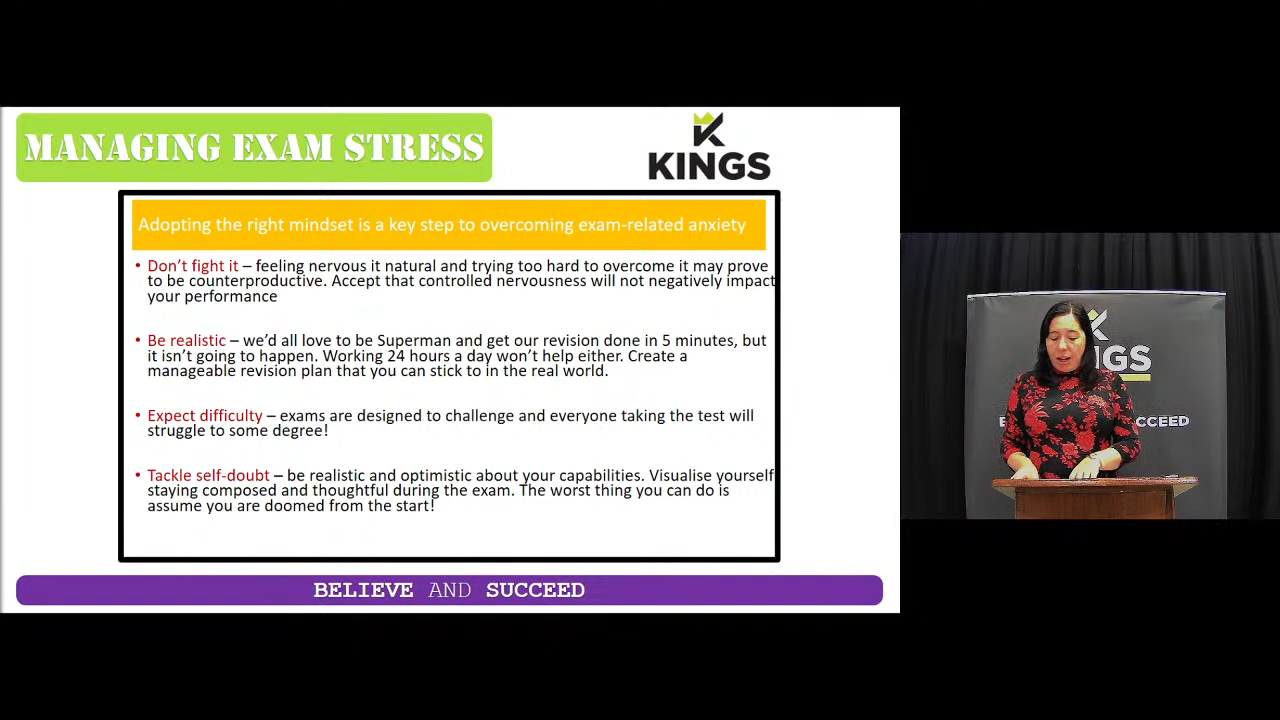 MANAGING EXAM STRESS
KINGS
Adopting the right mindset is a key step to overcoming exam-related anxiety
• Don't fight it – feeling nervous it natural and trying too hard to overcome it may prove
to be counterproductive. Accept that controlled nervousness will not negatively impact
your performance
• Be realistic – we'd all love to be Superman and get our revision done in 5 minutes, but
it isn't going to happen. Working 24 hours a day won't help either. Create a
manageable revision plan that you can stick to in the real world.
• Expect difficulty – exams are designed to challenge and everyone taking the test will
struggle to some degree!
• Tackle self-doubt – be realistic and optimistic about your capabilities. Visualise yourself
staying composed and thoughtful during the exam. The worst thing you can do is
assume you are doomed from the start!
BELIEVE AND SUCCEED